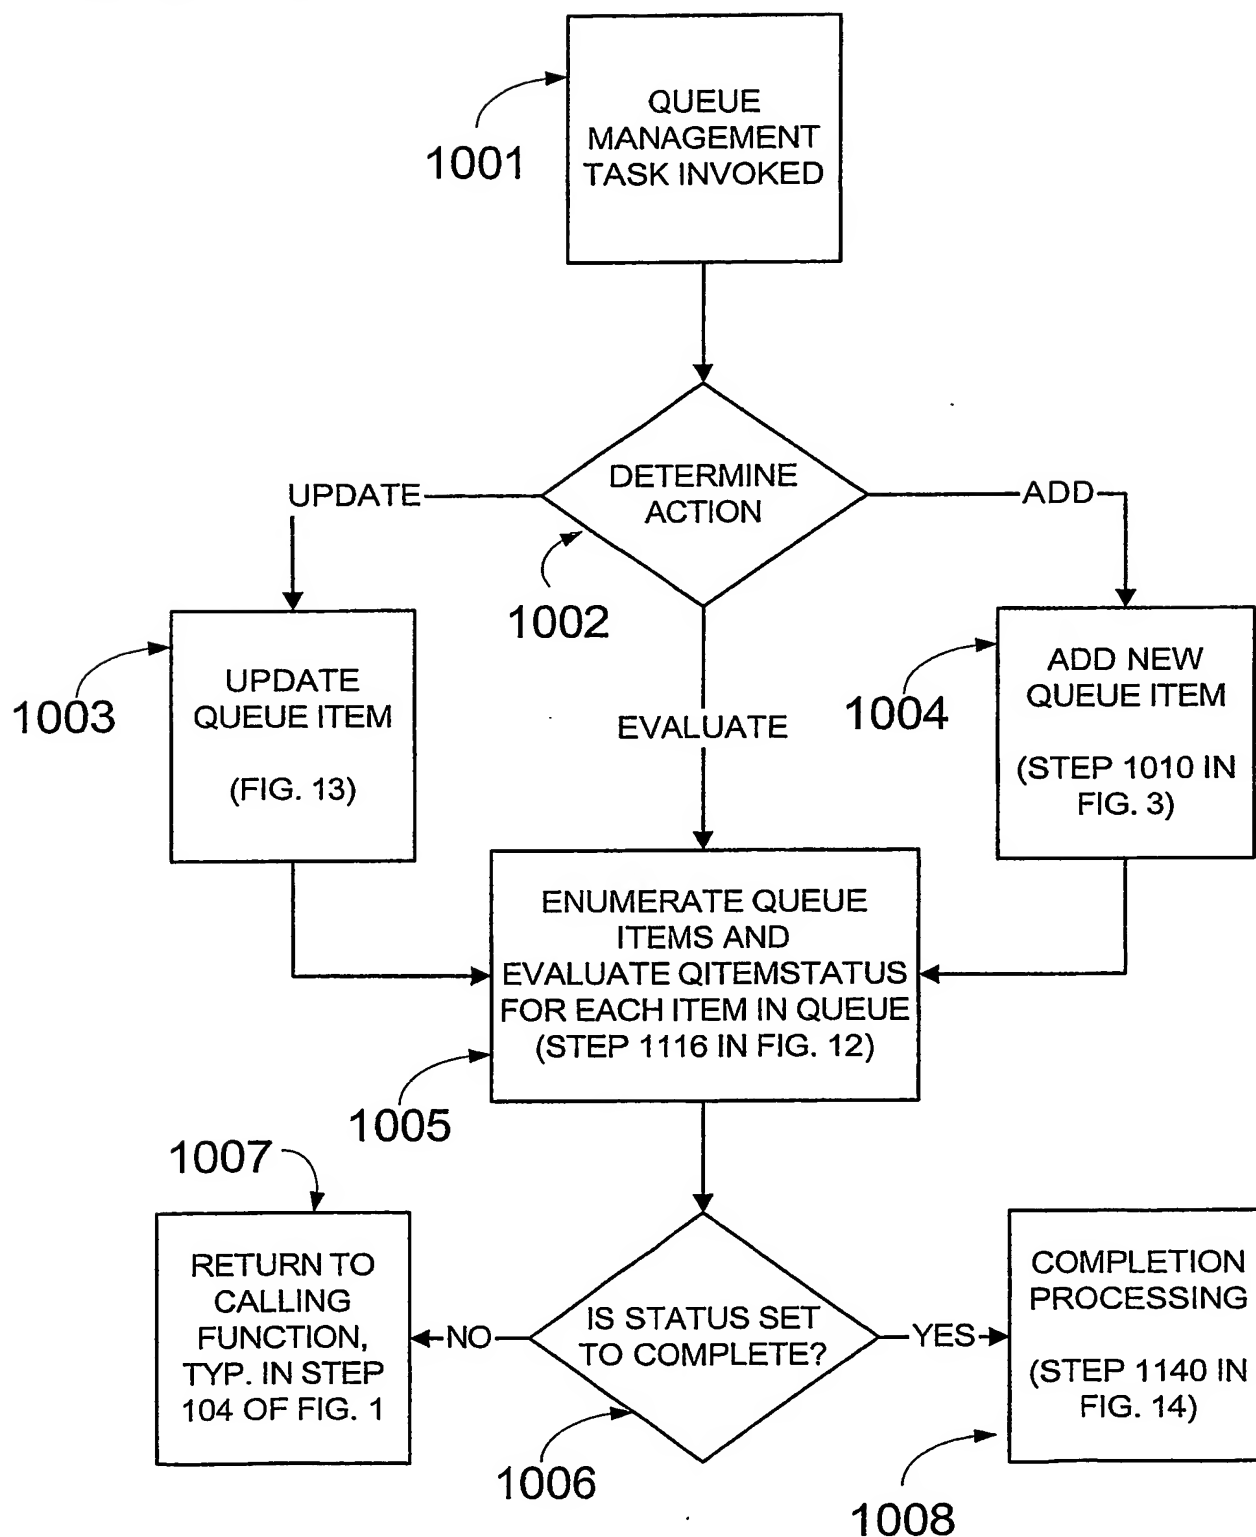 QUEUE
MANAGEMENT
TASK INVOKED
1001
DETERMINE
ACTION
UPDATE
ADD
1002
UPDATE
QUEUE ITEM
(FIG. 13)
1003
ADD NEW
QUEUE ITEM
(STEP 1010 IN
FIG. 3)
1004
EVALUATE
ENUMERATE QUEUE
ITEMS AND
EVALUATE QITEMSTATUS
FOR EACH ITEM IN QUEUE
(STEP 1116 IN FIG. 12)
1005
1007
RETURN TO
CALLING
FUNCTION,
TYP. IN STEP
104 OF FIG. 1
NO
IS STATUS SET
TO COMPLETE?
YES
COMPLETION
PROCESSING
(STEP 1140 IN
FIG. 14)
1006
1008